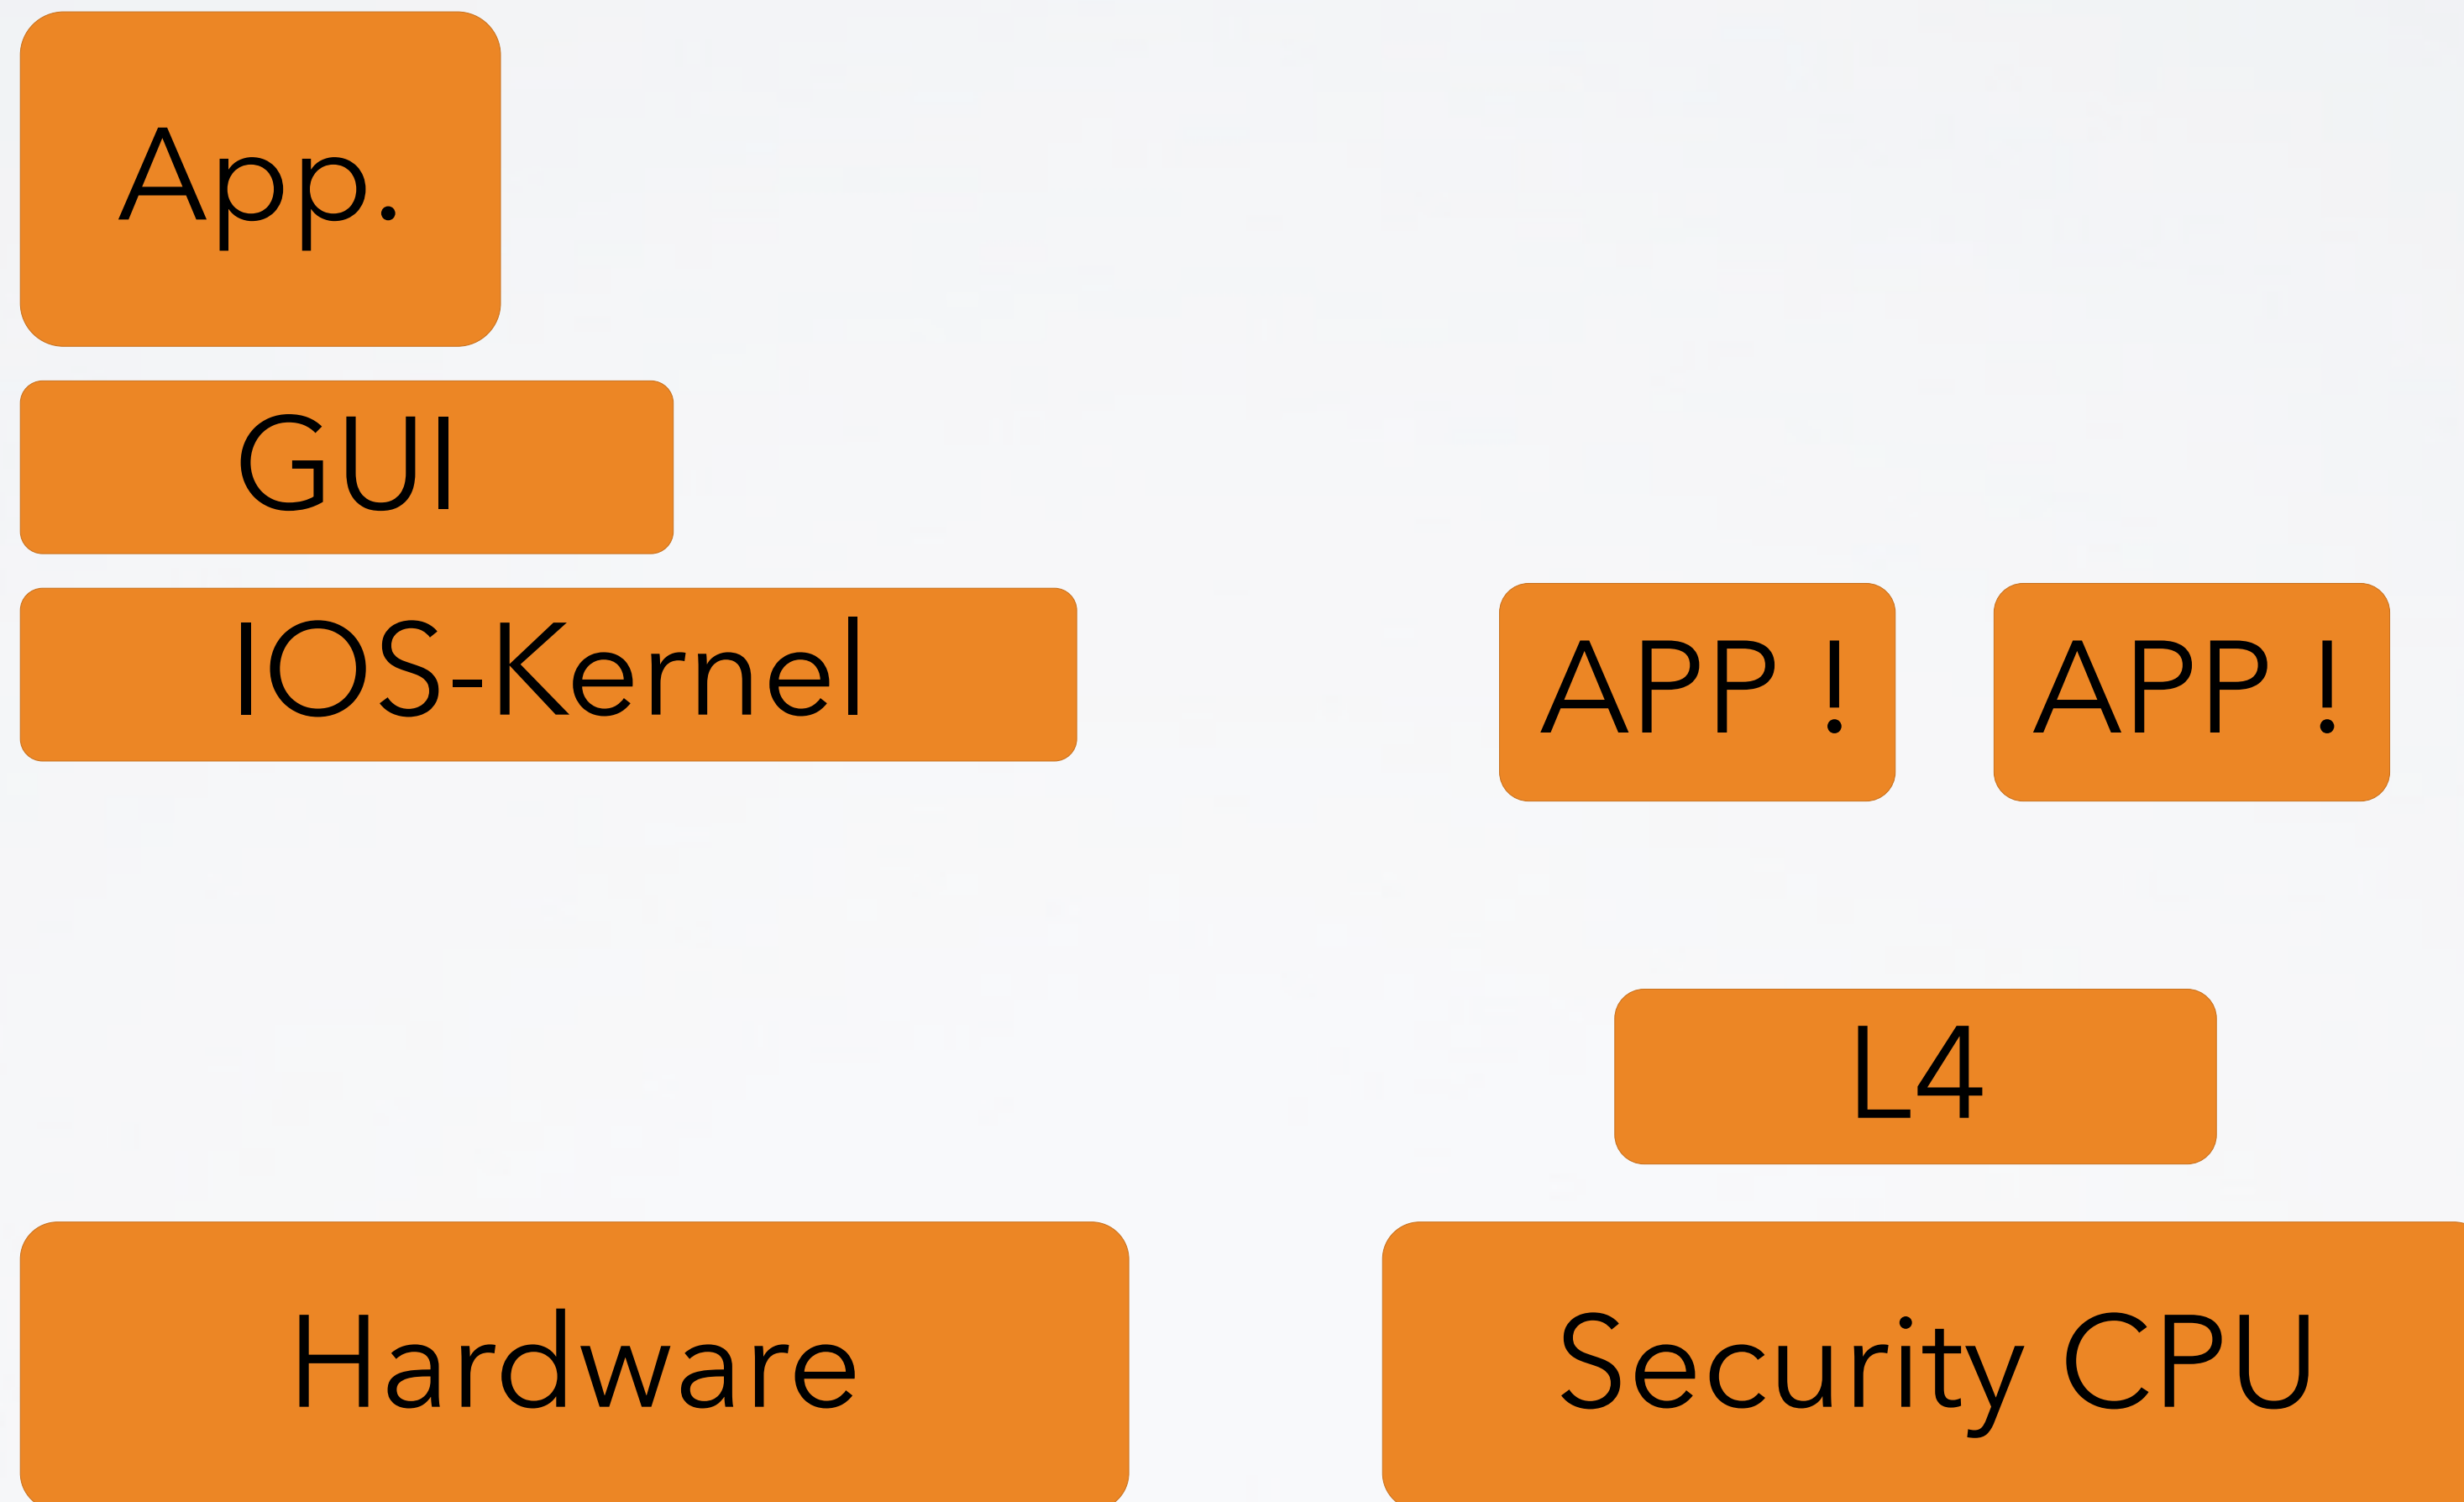 App.
GUI
IOS-Kernel
APP !
APP !
L4
Hardware
Security CPU